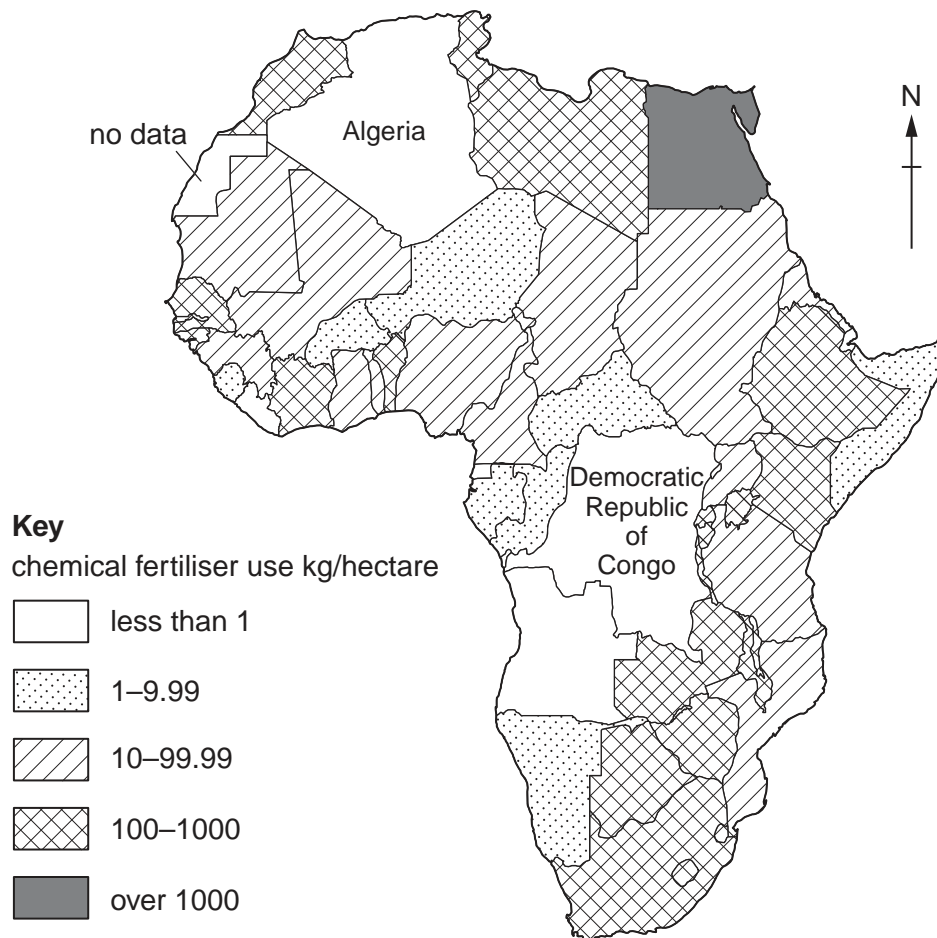 N
no data
Algeria
Democratic
Republic
of
Congo
Key
chemical fertiliser use kg/hectare
less than 1
1–9.99
10–99.99
100–1000
over 1000